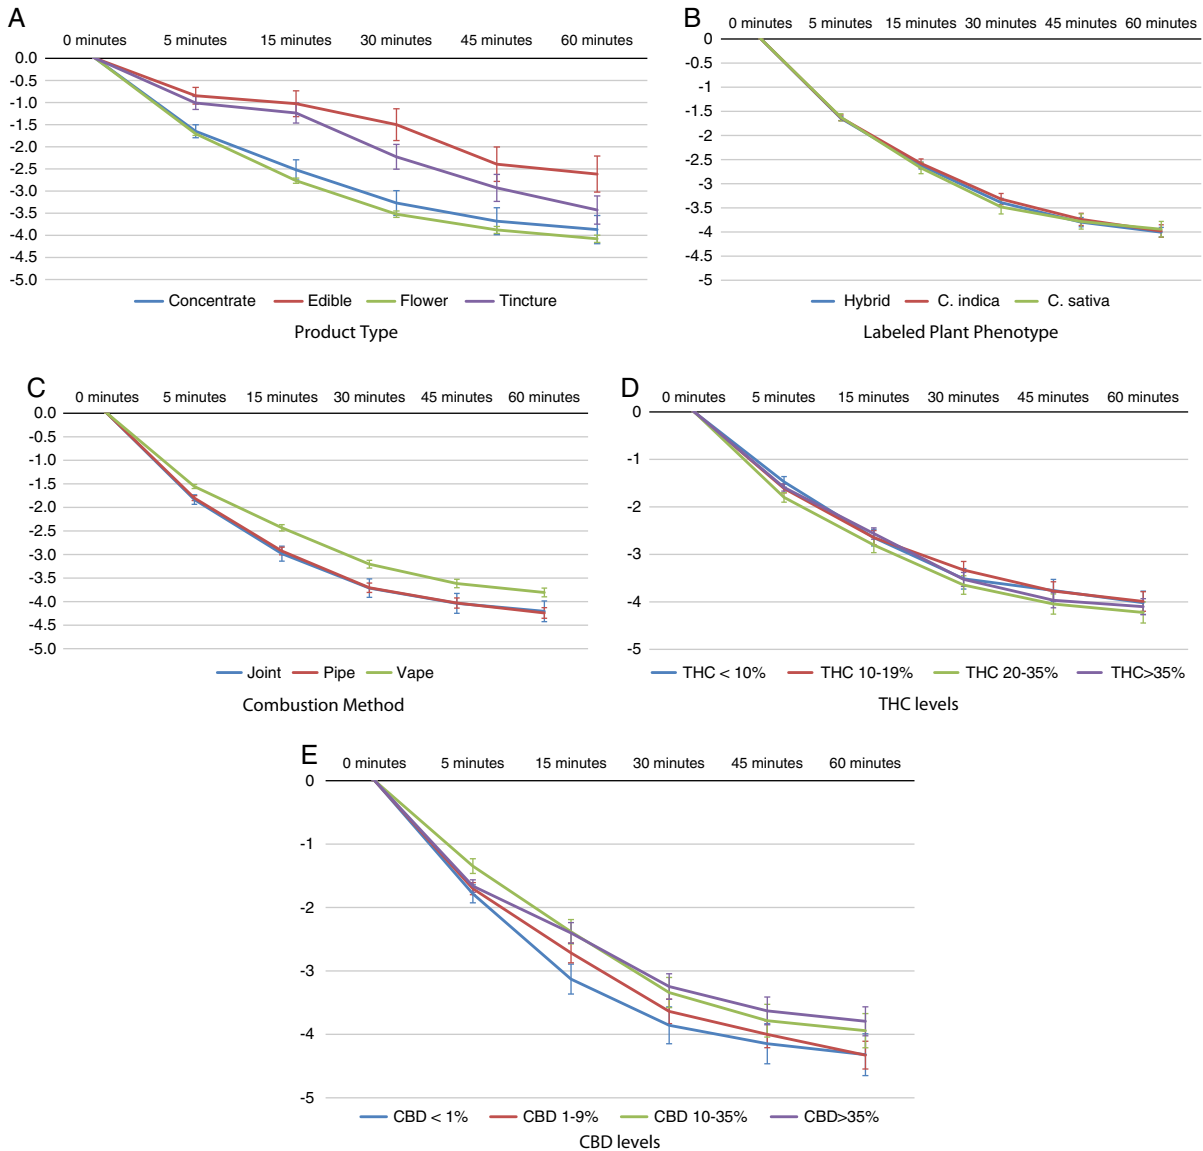 A
0 minutes 5 minutes 15 minutes 30 minutes 45 minutes 60 minutes
0.0
-0.5
-1.0
-1.5
-2.0
-2.5
-3.0
-3.5
-4.0
-4.5
-5.0
Concentrate Edible Flower Tincture
Product Type
B
0 minutes 5 minutes 15 minutes 30 minutes 45 minutes 60 minutes
0
-0.5
-1
-1.5
-2
-2.5
-3
-3.5
-4
-4.5
-5
Hybrid C. indica C. sativa
Labeled Plant Phenotype
C
0 minutes 5 minutes 15 minutes 30 minutes 45 minutes 60 minutes
0.0
-0.5
-1.0
-1.5
-2.0
-2.5
-3.0
-3.5
-4.0
-4.5
-5.0
Joint Pipe Vape
Combustion Method
D
0 minutes 5 minutes 15 minutes 30 minutes 45 minutes 60 minutes
0
-1
-2
-3
-4
-5
THC < 10% THC 10-19% THC 20-35% THC>35%
THC levels
E
0 minutes 5 minutes 15 minutes 30 minutes 45 minutes 60 minutes
0
-1
-2
-3
-4
-5
CBD < 1% CBD 1-9% CBD 10-35% CBD>35%
CBD levels